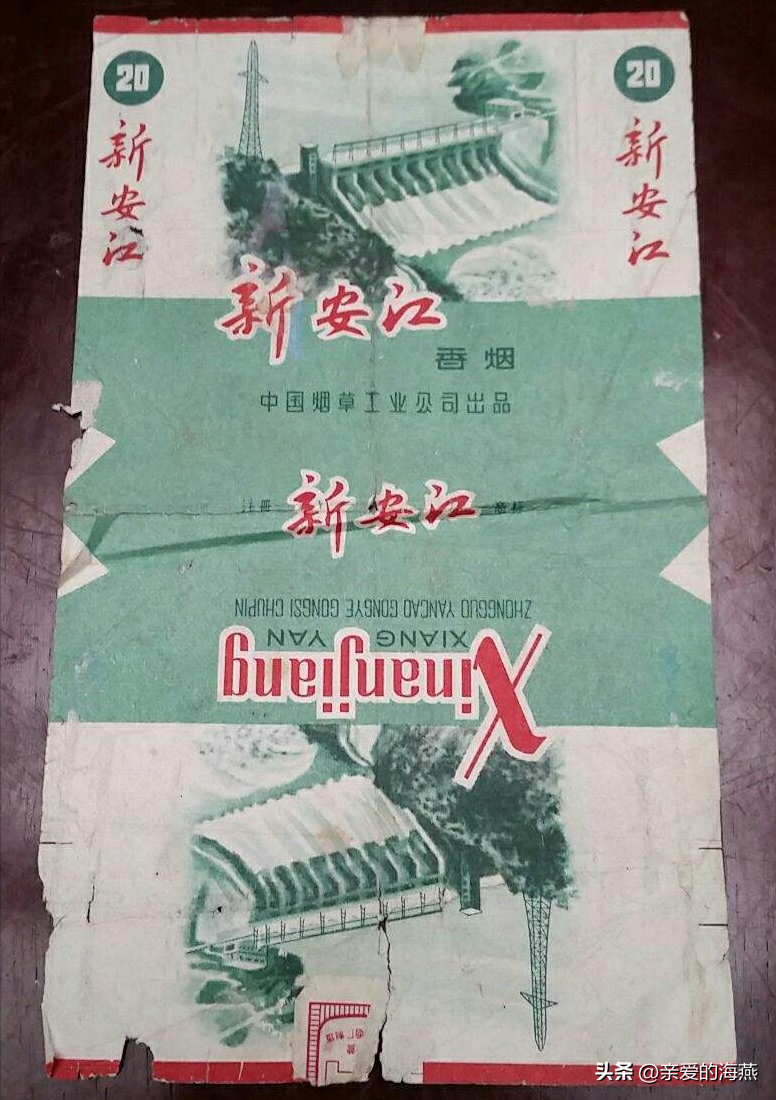 20
20
新安江
新安江
新安江
香烟
中国烟草工业公司出品
注册 新安江 商标
ZHONGGUO YANCAO GONGYE GONGSI CHUPIN
XIANG YAN
Xinanjiang
头条 @亲爱的海燕